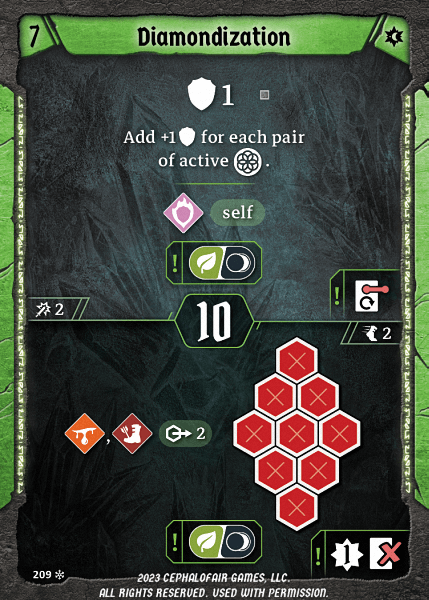 7 Diamondization
1
Add +1 for each pair
of active .
self
!
!
2
10
2
, 2
!
! 1
209
2023 CEPHALOFAIR GAMES, LLC.
ALL RIGHTS RESERVED. USED WITH PERMISSION.